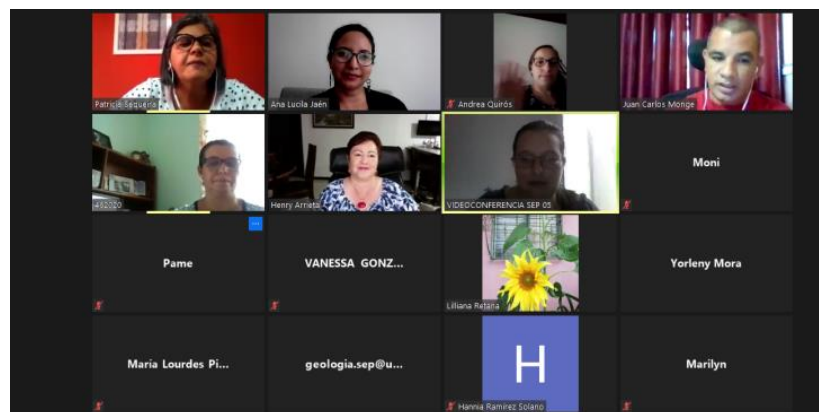 Patricia Sequeira
Ana Lucila Jaén
Andrea Quirós
Juan Carlos Monge
462020
Henry Arrieta
VIDEOCONFERENCIA SEP 05
Moni
Pame
VANESSA GONZ...
Lilliana Retana
Yorleny Mora
María Lourdes Pi...
geologia.sep@u...
H
Hannia Ramírez Solano
Marilyn